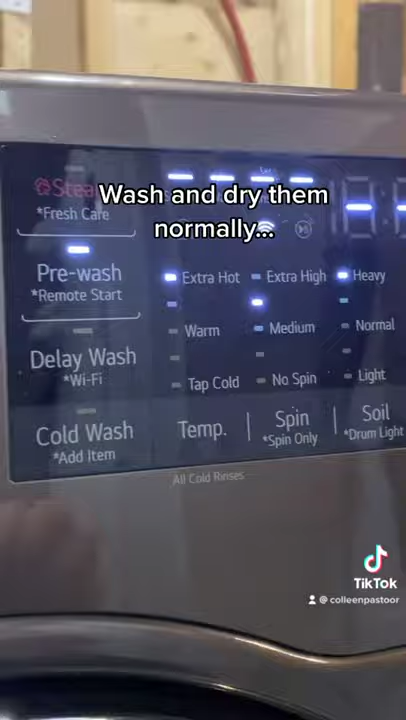 Steam
Wash and dry them
normally...
*Fresh Care
Pre-wash
*Remote Start
Delay Wash
*Wi-Fi
Cold Wash
*Add Item
Extra Hot
Extra High
Heavy
Warm
Medium
Normal
Tap Cold
No Spin
Light
Temp.
Spin
*Spin Only
Soil
*Drum Light
All Cold Rinses
TikTok
@ colleenpastoor